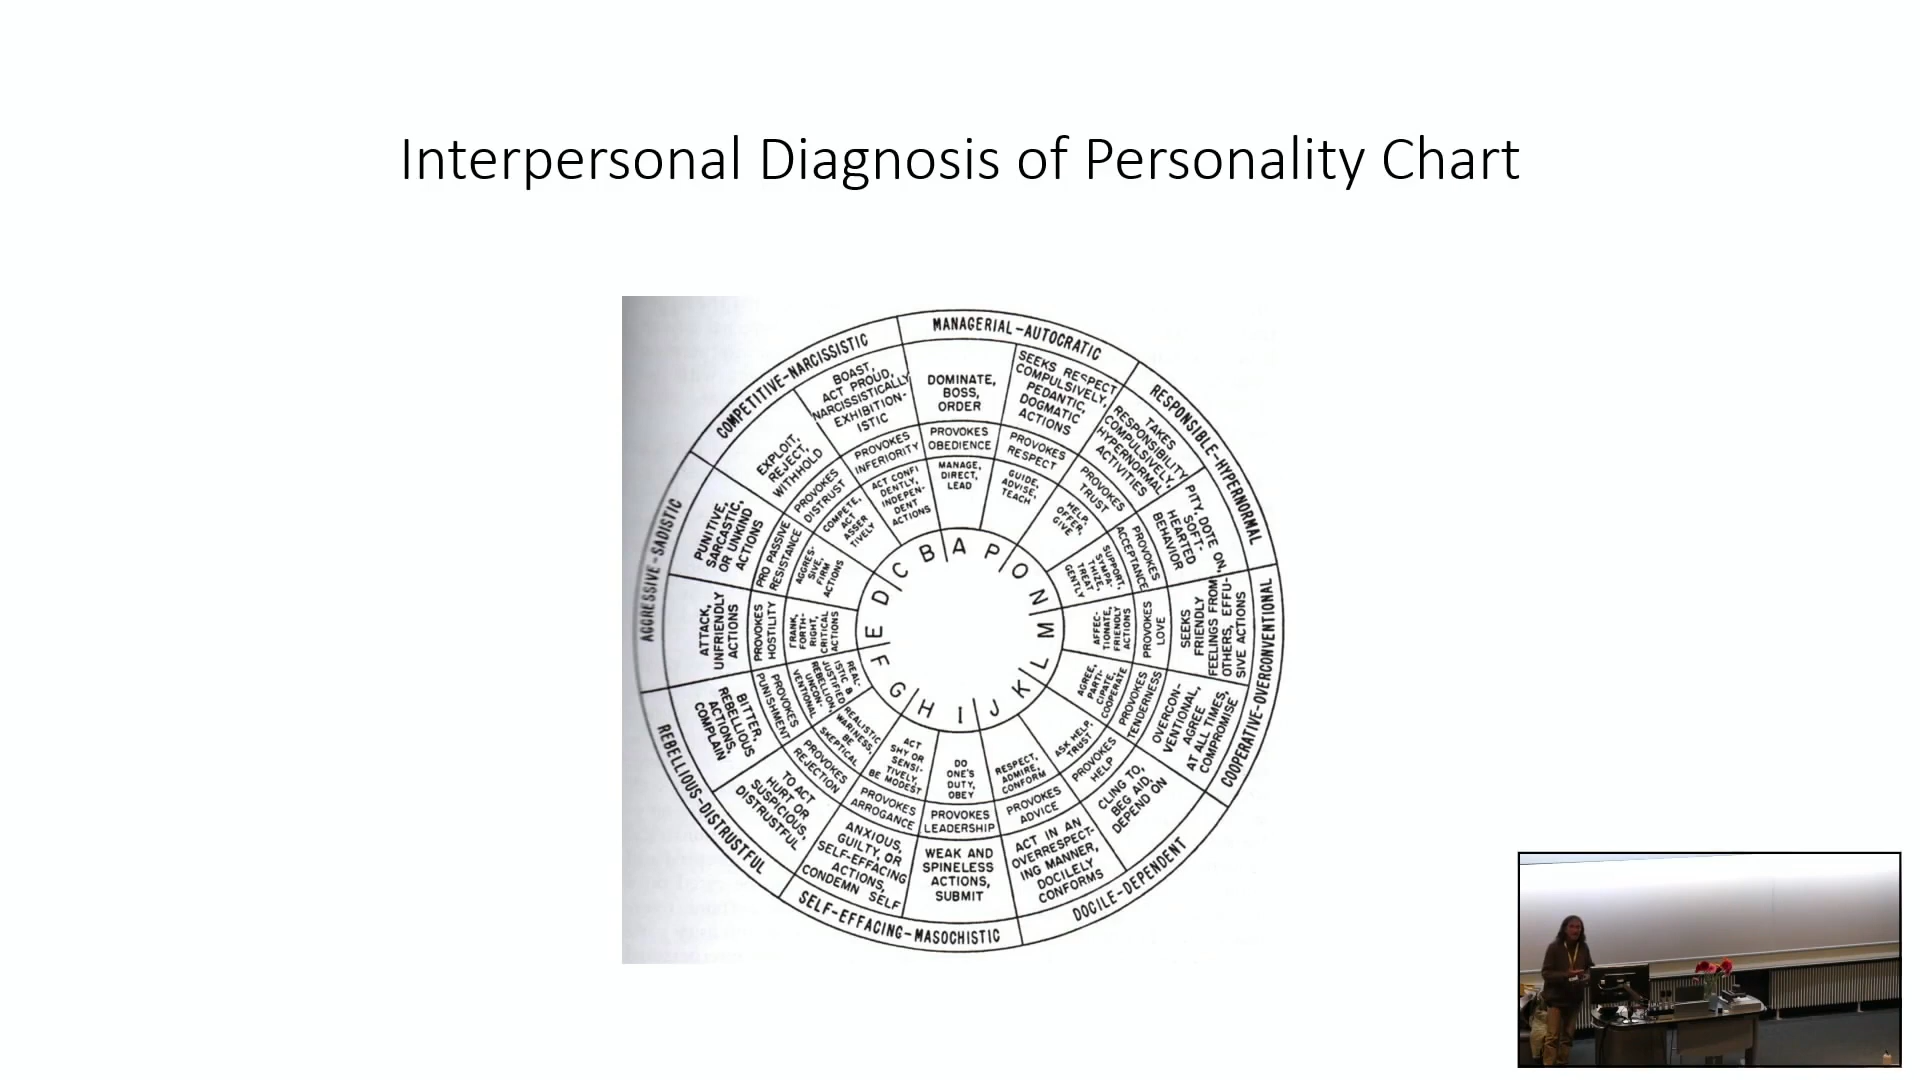 Interpersonal Diagnosis of Personality Chart
MANAGERIAL-AUTOCRATIC
RESPONSIBLE-HYPERNORMAL
COOPERATIVE-OVERCONVENTIONAL
DOCILE-DEPENDENT
SELF-EFFACING-MASOCHISTIC
REBELLIOUS-DISTRUSTFUL
AGGRESSIVE-SADISTIC
COMPETITIVE-NARCISSISTIC
DOMINATE,
BOSS,
ORDER
PROVOKES
OBEDIENCE
MANAGE,
DIRECT,
LEAD
A
SEEKS RESPECT
COMPULSIVELY,
PEDANTIC,
DOGMATIC
ACTIONS
PROVOKES
RESPECT
GUIDE,
ADVISE,
TEACH
P
TAKES
RESPONSIBILITY
COMPULSIVELY,
HYPERNORMAL
ACTIVITIES
PROVOKES
TRUST
HELP,
OFFER,
GIVE
O
PITY, DOTE ON,
SOFT-
HEARTED
BEHAVIOR
PROVOKES
ACCEPTANCE
SUPPORT,
SYMPA-
THIZE,
TREAT
GENTLY
N
SEEKS
FRIENDLY
FEELINGS FROM
OTHERS, EFFU-
SIVE ACTIONS
PROVOKES
LOVE
AFFEC-
TIONATE,
FRIENDLY
ACTIONS
M
OVERCON-
VENTIONAL,
AGREE
AT ALL TIMES,
COMPROMISE
PROVOKES
TENDERNESS
AGREE,
PARTI-
CIPATE,
COOPERATE
L
CLING TO,
BEG AID,
DEPEND ON
PROVOKES
HELP
ASK HELP,
TRUST
K
ACT IN AN
OVERRESPECT-
ING MANNER,
DOCILELY
CONFORMS
PROVOKES
ADVICE
RESPECT,
ADMIRE,
CONFORM
J
WEAK AND
SPINELESS
ACTIONS,
SUBMIT
PROVOKES
LEADERSHIP
DO
ONE'S
DUTY,
OBEY
I
ANXIOUS,
GUILTY, OR
SELF-EFFACING
ACTIONS,
CONDEMN SELF
PROVOKES
ARROGANCE
ACT
SHY OR
SENSI-
TIVELY,
BE MODEST
H
TO ACT
HURT OR
SUSPICIOUS,
DISTRUSTFUL
PROVOKES
REJECTION
REALISTIC
WARINESS,
BE
SKEPTICAL
G
BITTER,
REBELLIOUS
ACTIONS,
COMPLAIN
PROVOKES
PUNISHMENT
REAL-
ISTIC &
JUSTIFIED
REBELLION,
UNCON-
VENTIONAL
F
ATTACK,
UNFRIENDLY
ACTIONS
PROVOKES
HOSTILITY
FRANK,
FORTH-
RIGHT,
CRITICAL
ACTIONS
E
PUNITIVE,
SARCASTIC,
OR UNKIND
ACTIONS
PRO PASSIVE
RESISTANCE
AGGRES-
SIVE,
FIRM
ACTIONS
D
EXPLOIT,
REJECT,
WITHHOLD
PROVOKES
DISTRUST
COMPETE,
ACT
ASSER
TIVELY
C
BOAST,
ACT PROUD,
NARCISSISTICALLY
EXHIBITION-
ISTIC
PROVOKES
INFERIORITY
ACT CONFI
DENTLY,
INDEPEN-
DENT
ACTIONS
B